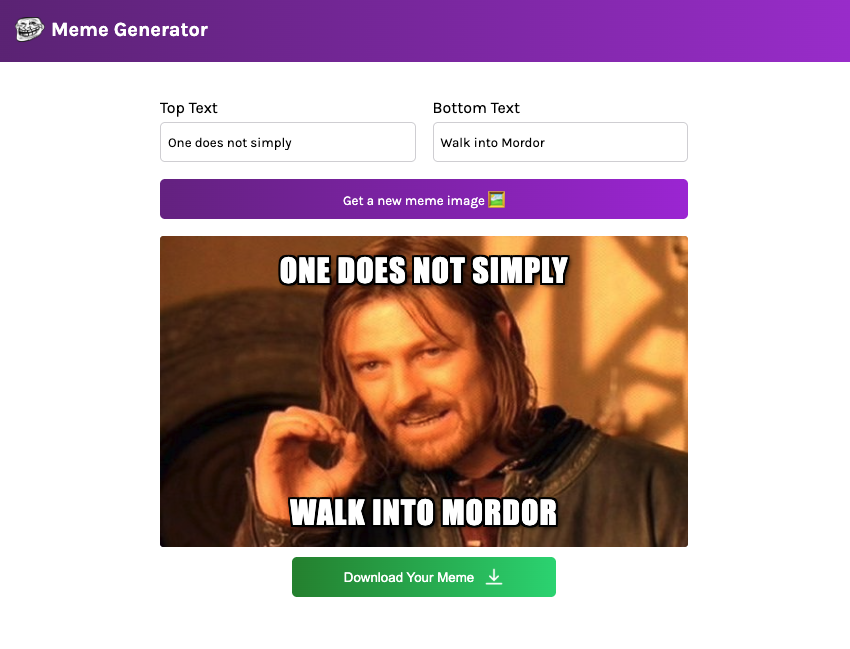 Meme Generator
Top Text
Bottom Text
One does not simply
Walk into Mordor
Get a new meme image
ONE DOES NOT SIMPLY
WALK INTO MORDOR
Download Your Meme